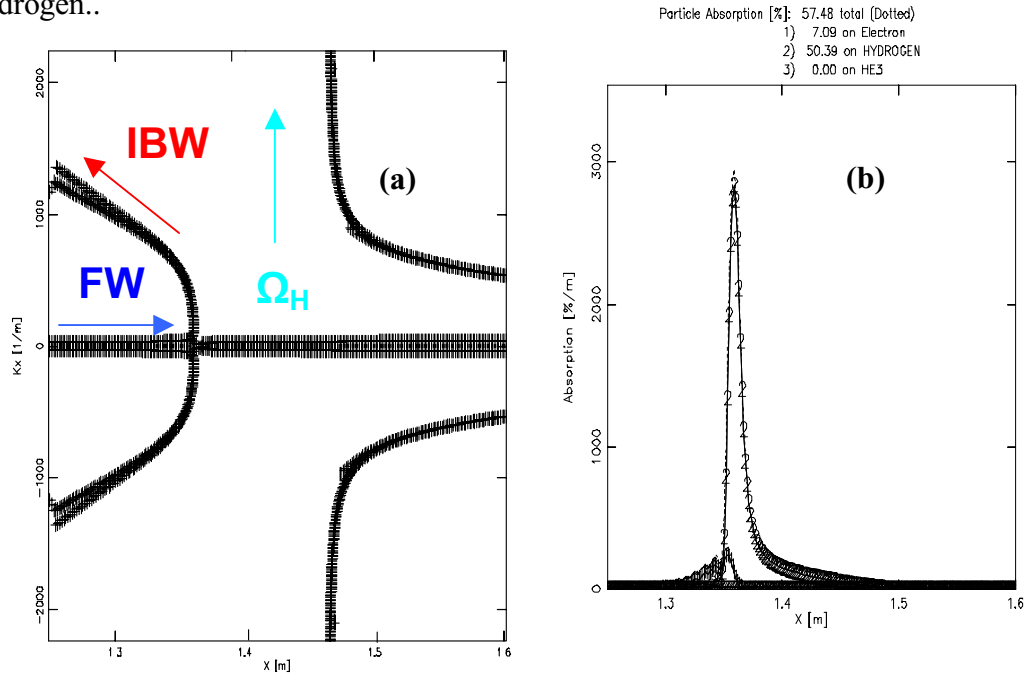 drogen..
Particle Absorption [%]: 57.48 total (Dotted)
1) 7.09 on Electron
2) 50.39 on HYDROGEN
3) 0.00 on HE3
IBW
(a)
FW
Ω_H
Kx [1/m]
2000
1000
0
-1000
-2000
1 3
1.4
1.5
1 6
X [m]
(b)
Absorption [%/m]
3000
2000
1000
0
1.3
1.4
1.5
1.6
X [m]